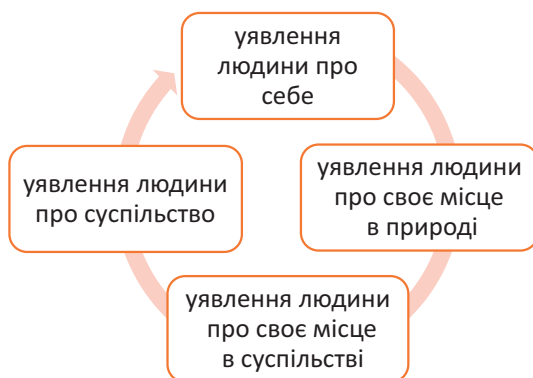 уявлення
людини про
себе
уявлення людини
про своє місце
в природі
уявлення людини
про своє місце
в суспільстві
уявлення людини
про суспільство